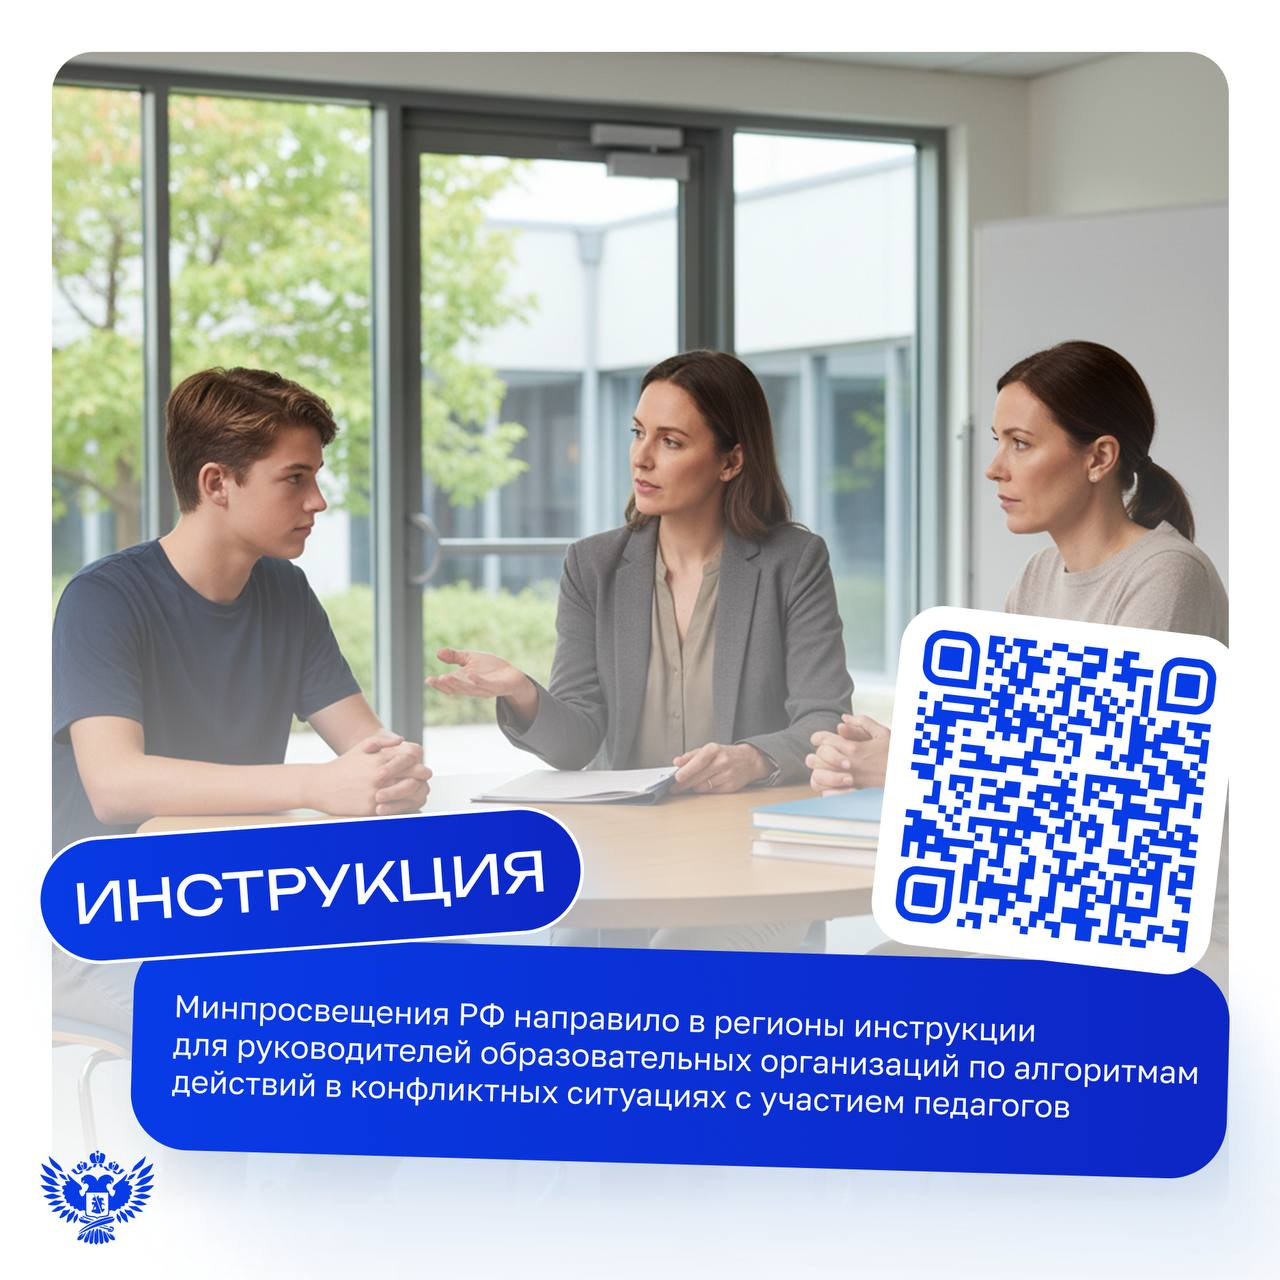 ИНСТРУКЦИЯ
Минпросвещения РФ направило в регионы инструкции
для руководителей образовательных организаций по алгоритмам
действий в конфликтных ситуациях с участием педагогов